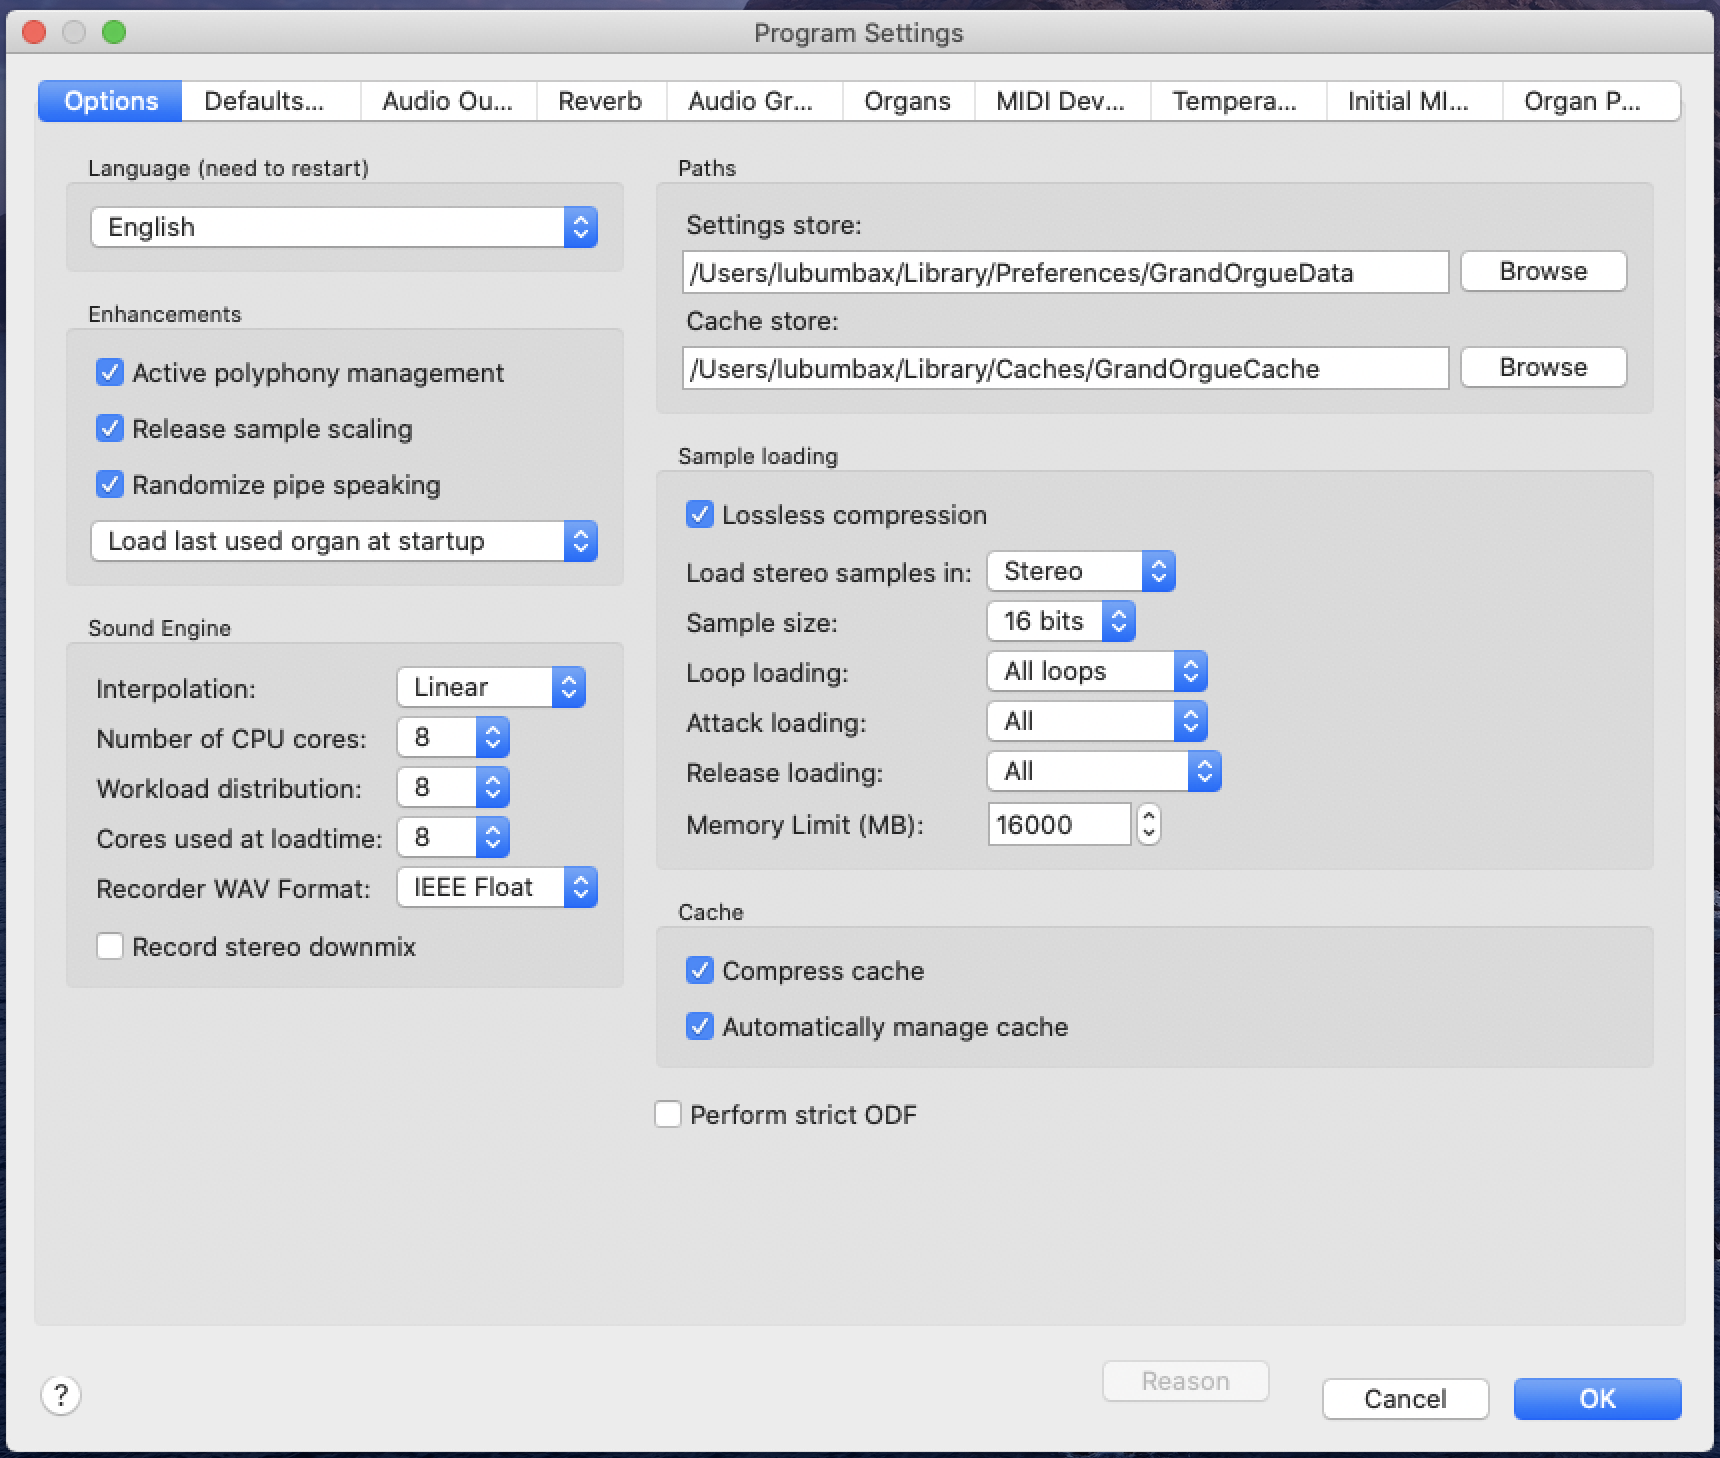 Program Settings
Options Defaults... Audio Ou... Reverb Audio Gr... Organs MIDI Dev... Tempera... Initial MI... Organ P...
Language (need to restart)
English
Enhancements
Active polyphony management
Release sample scaling
Randomize pipe speaking
Load last used organ at startup
Sound Engine
Interpolation: Linear
Number of CPU cores: 8
Workload distribution: 8
Cores used at loadtime: 8
Recorder WAV Format: IEEE Float
Record stereo downmix
Paths
Settings store:
/Users/lubumbax/Library/Preferences/GrandOrgueData Browse
Cache store:
/Users/lubumbax/Library/Caches/GrandOrgueCache Browse
Sample loading
Lossless compression
Load stereo samples in: Stereo
Sample size: 16 bits
Loop loading: All loops
Attack loading: All
Release loading: All
Memory Limit (MB): 16000
Cache
Compress cache
Automatically manage cache
Perform strict ODF
? Reason Cancel OK